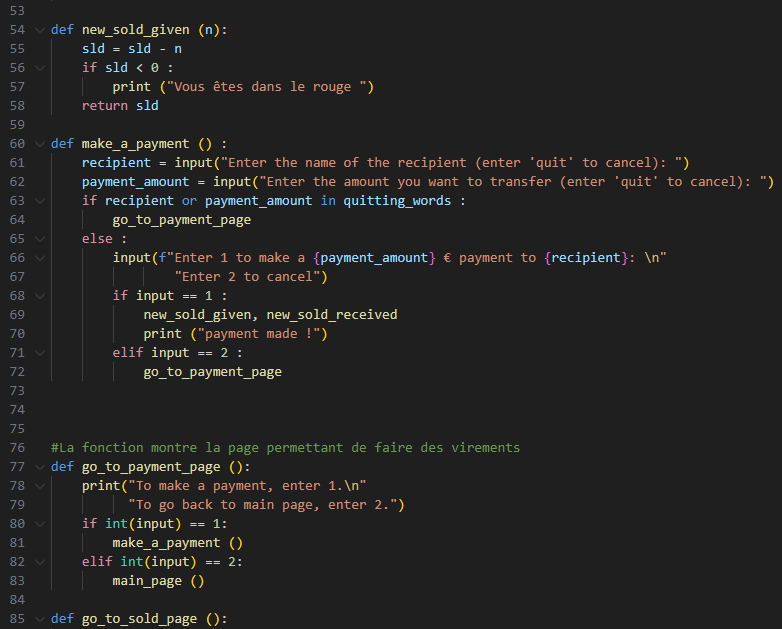 53
54 def new_sold_given (n):
55     sld = sld - n
56     if sld < 0 :
57         print ("Vous êtes dans le rouge ")
58     return sld
59
60 def make_a_payment () :
61     recipient = input("Enter the name of the recipient (enter 'quit' to cancel): ")
62     payment_amount = input("Enter the amount you want to transfer (enter 'quit' to cancel): ")
63     if recipient or payment_amount in quitting_words :
64         go_to_payment_page
65     else :
66         input(f"Enter 1 to make a {payment_amount} € payment to {recipient}: \n"
67                 "Enter 2 to cancel")
68         if input == 1 :
69             new_sold_given, new_sold_received
70             print ("payment made !")
71         elif input == 2 :
72             go_to_payment_page
73
74
75
76 #La fonction montre la page permettant de faire des virements
77 def go_to_payment_page ():
78     print("To make a payment, enter 1.\n"
79           "To go back to main page, enter 2.")
80     if int(input) == 1:
81         make_a_payment ()
82     elif int(input) == 2:
83         main_page ()
84
85 def go_to_sold_page ():